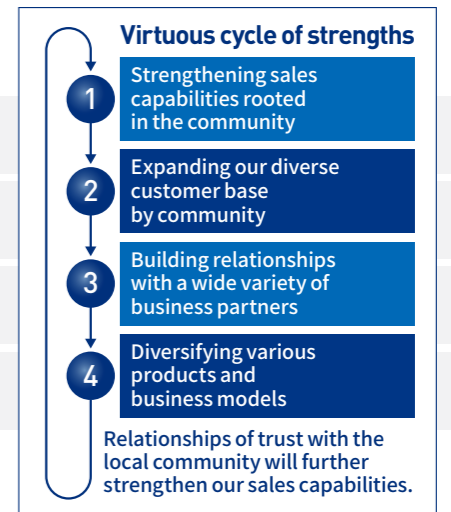 Virtuous cycle of strengths
1
Strengthening sales
capabilities rooted
in the community
2
Expanding our diverse
customer base
by community
3
Building relationships
with a wide variety of
business partners
4
Diversifying various
products and
business models
Relationships of trust with the
local community will further
strengthen our sales capabilities.